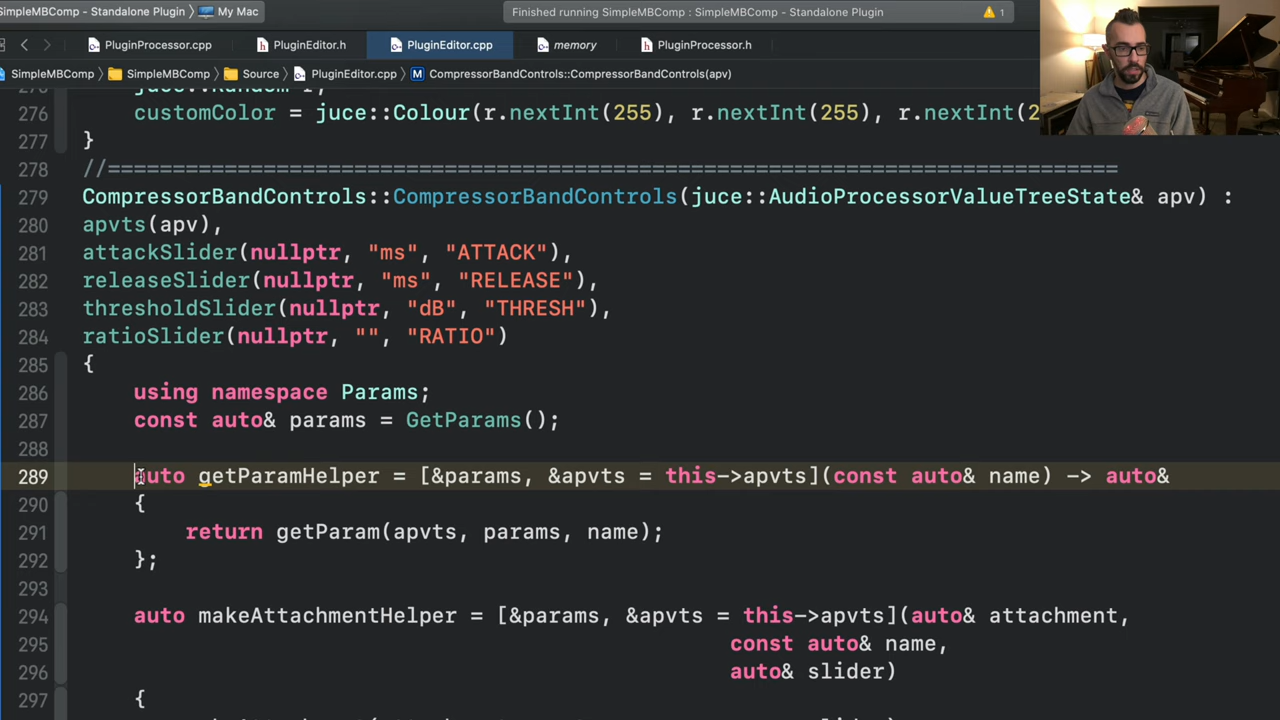 SimpleMBComp - Standalone Plugin My Mac Finished running SimpleMBComp : SimpleMBComp - Standalone Plugin 1
PluginProcessor.cpp PluginEditor.h PluginEditor.cpp memory PluginProcessor.h
SimpleMBComp SimpleMBComp Source PluginEditor.cpp M CompressorBandControls::CompressorBandControls(apv)
276 customColor = juce::Colour(r.nextInt(255), r.nextInt(255), r.nextInt(
277 }
278 //==============================================================================
279 CompressorBandControls::CompressorBandControls(juce::AudioProcessorValueTreeState& apv) :
280 apvts(apv),
281 attackSlider(nullptr, "ms", "ATTACK"),
282 releaseSlider(nullptr, "ms", "RELEASE"),
283 thresholdSlider(nullptr, "dB", "THRESH"),
284 ratioSlider(nullptr, "", "RATIO")
285 {
286 using namespace Params;
287 const auto& params = GetParams();
288
289 auto getParamHelper = [&params, &apvts = this->apvts](const auto& name) -> auto&
290 {
291 return getParam(apvts, params, name);
292 };
293
294 auto makeAttachmentHelper = [&params, &apvts = this->apvts](auto& attachment,
295 const auto& name,
296 auto& slider)
297 {